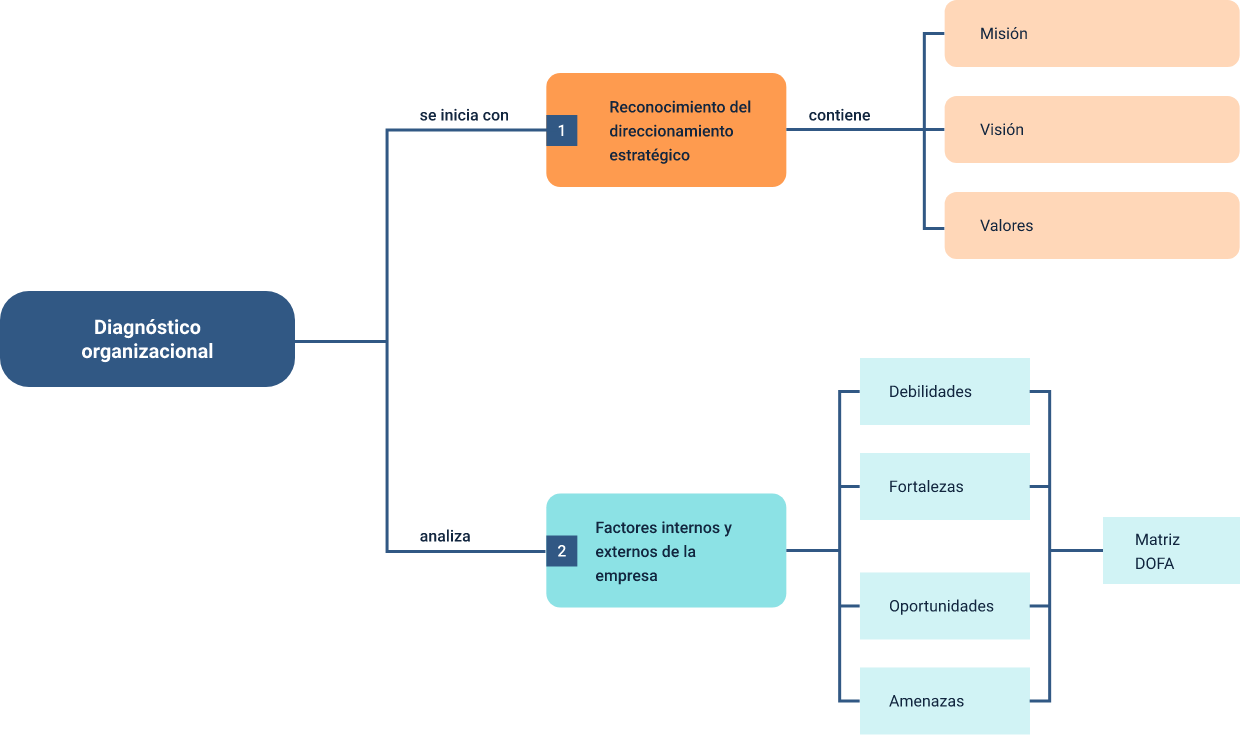 Diagnóstico
organizacional
se inicia con
1
Reconocimiento del
direccionamiento
estratégico
contiene
Misión
Visión
Valores
analiza
2
Factores internos y
externos de la
empresa
Debilidades
Fortalezas
Oportunidades
Amenazas
Matriz
DOFA